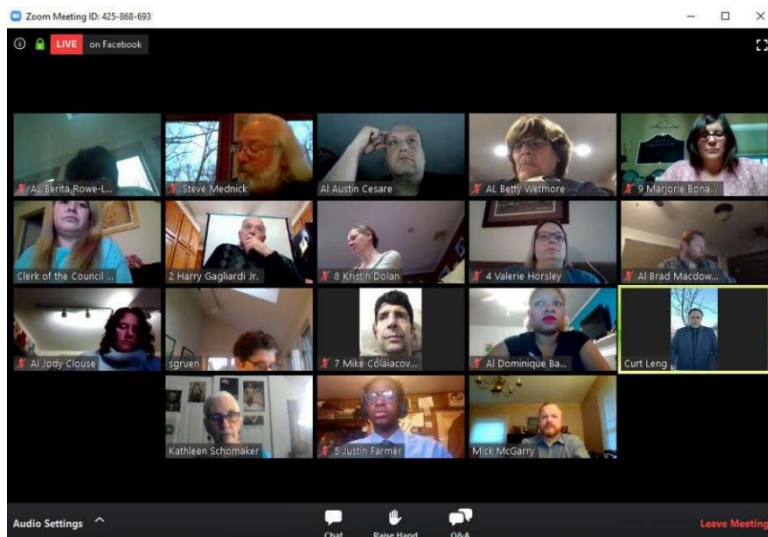 Zoom Meeting ID: 425-868-693
LIVE on Facebook
AL Berita Rowe-L...
Steve Mednick
Al Austin Cesare
AL Betty Wetmore
9 Marjorie Bona...
Clerk of the Council ...
2 Harry Gagliardi Jr.
8 Kristin Dolan
4 Valerie Horsley
Al Brad Macdow...
Al Jody Clouse
sgruen
7 Mike Colaiacov...
Al Dominique Ba...
Curt Leng
Kathleen Schomaker
5 Justin Farmer
Mick McGarry
Audio Settings
Chat
Raise Hand
Q&A
Leave Meeting